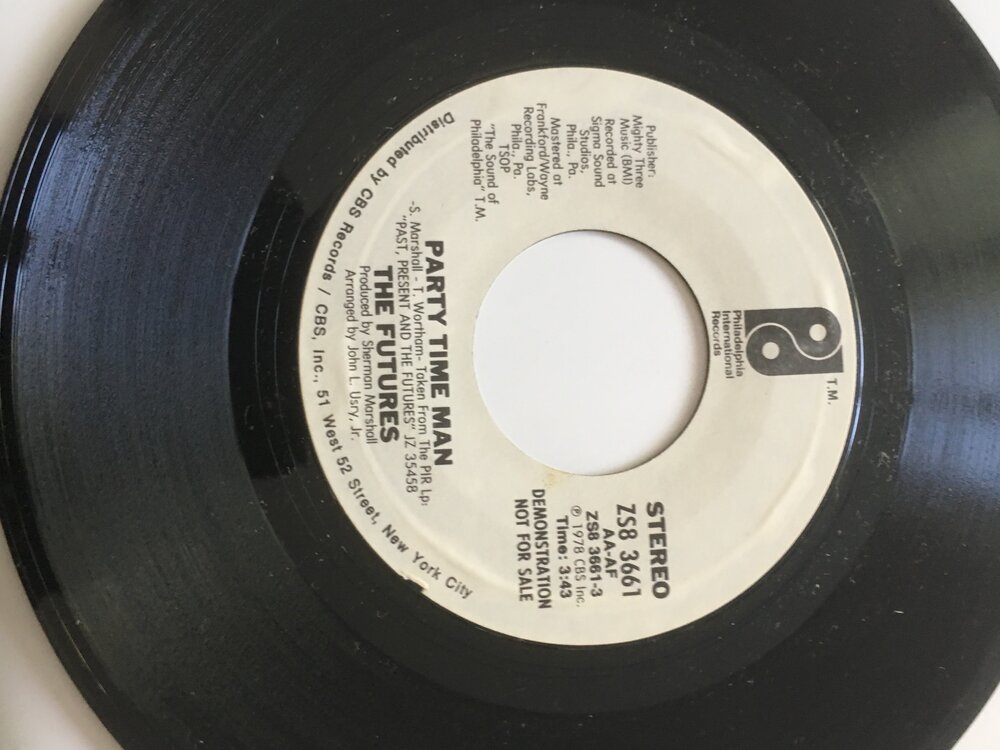 T.M.
Philadelphia
International
Records
Publisher:
Mighty Three
Music (BMI)
Recorded at
Sigma Sound
Studios,
Phila., Pa.
Mastered at
Frankford/Wayne
Recording Labs,
Phila., Pa.
TSOP
"The Sound of
Philadelphia" T.M.
STEREO
ZS8 3661
AA-AF
ZS8 3661-3
℗ 1978 CBS Inc.
Time: 3:43
DEMONSTRATION
NOT FOR SALE
PARTY TIME MAN
-S. Marshall - T. Wortham- Taken From The PIR Lp:
"PAST, PRESENT AND THE FUTURES" JZ 35458
THE FUTURES
Produced by Sherman Marshall
Arranged by John L. Usry, Jr.
Distributed by CBS Records / CBS, Inc., 51 West 52 Street, New York City